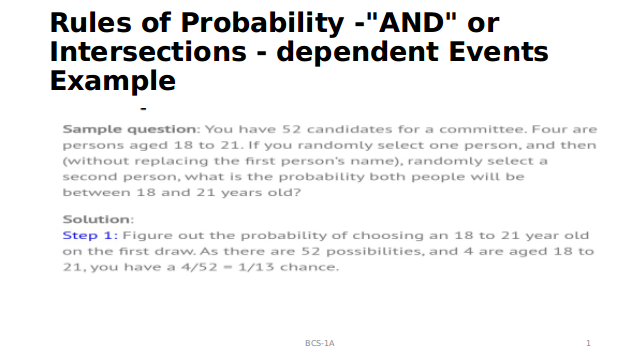 Rules of Probability -"AND" or
Intersections - dependent Events
Example
-
Sample question: You have 52 candidates for a committee. Four are
persons aged 18 to 21. If you randomly select one person, and then
(without replacing the first person's name), randomly select a
second person, what is the probability both people will be
between 18 and 21 years old?
Solution:
Step 1: Figure out the probability of choosing an 18 to 21 year old
on the first draw. As there are 52 possibilities, and 4 are aged 18 to
21, you have a 4/52 = 1/13 chance.
BCS-1A
1